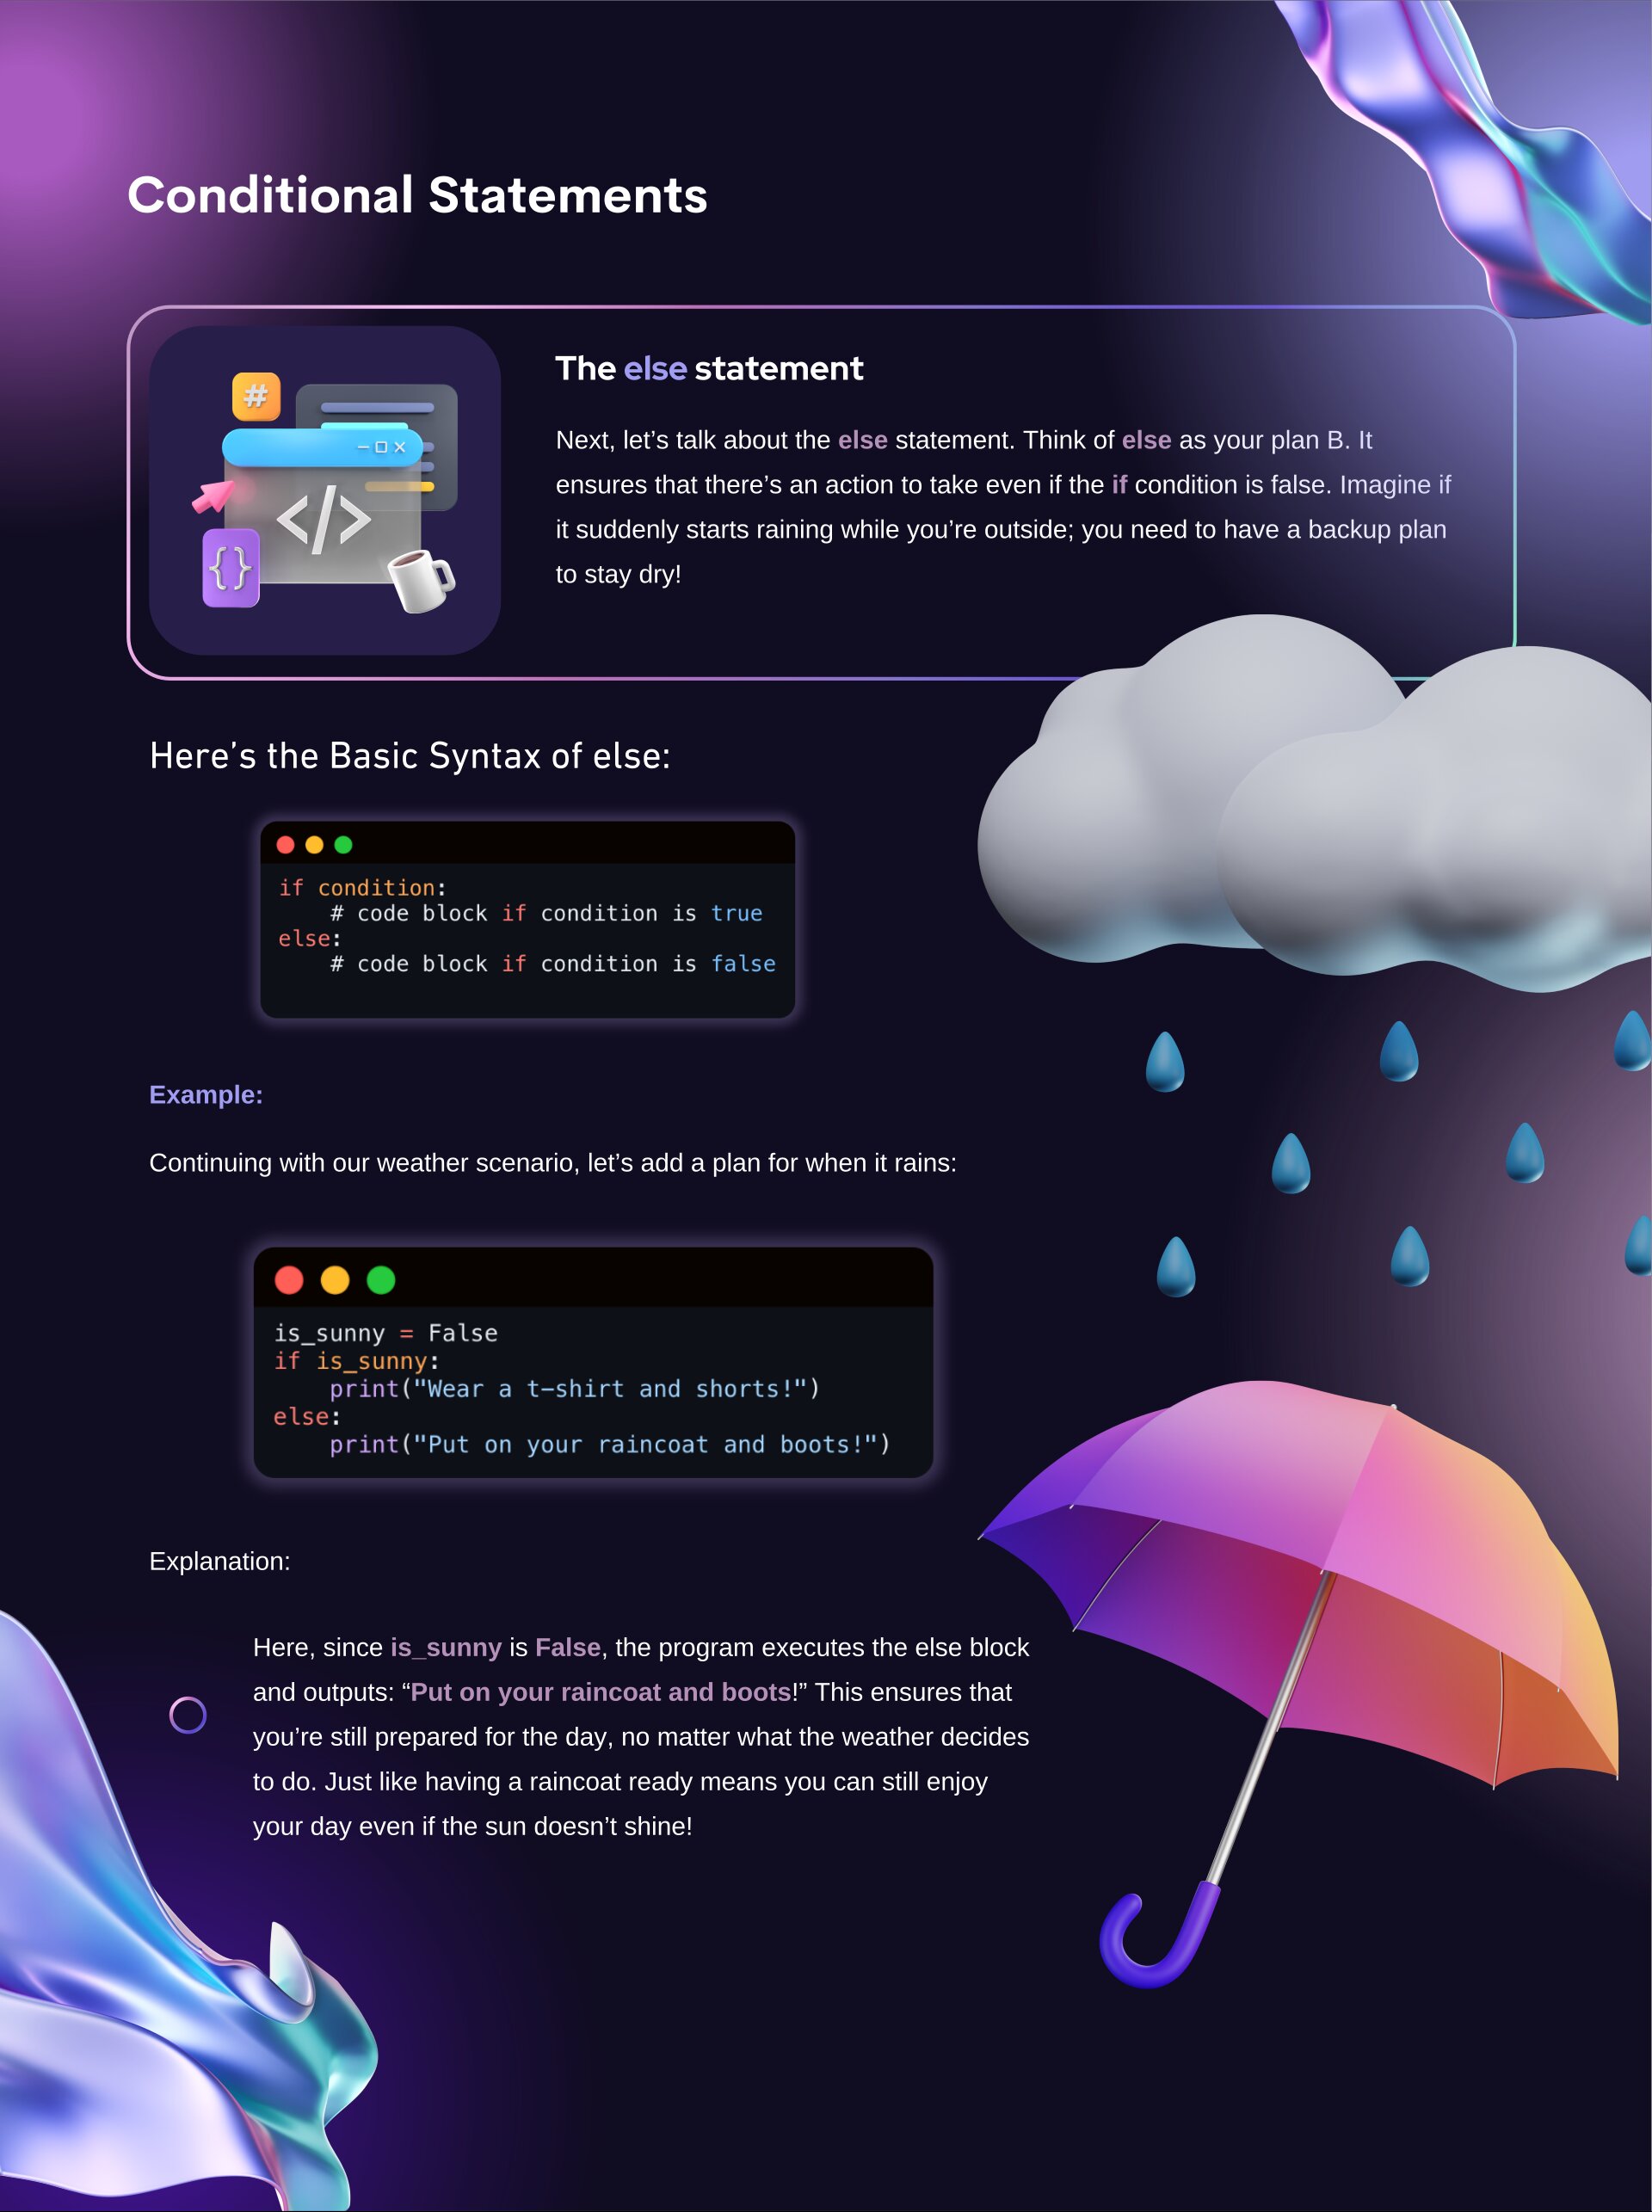 Conditional Statements
#
</>
{}
The else statement
Next, let’s talk about the else statement. Think of else as your plan B. It
ensures that there’s an action to take even if the if condition is false. Imagine if
it suddenly starts raining while you’re outside; you need to have a backup plan
to stay dry!
Here’s the Basic Syntax of else:
if condition:
    # code block if condition is true
else:
    # code block if condition is false
Example:
Continuing with our weather scenario, let’s add a plan for when it rains:
is_sunny = False
if is_sunny:
    print("Wear a t-shirt and shorts!")
else:
    print("Put on your raincoat and boots!")
Explanation:
Here, since is_sunny is False, the program executes the else block
and outputs: “Put on your raincoat and boots!” This ensures that
you’re still prepared for the day, no matter what the weather decides
to do. Just like having a raincoat ready means you can still enjoy
your day even if the sun doesn’t shine!